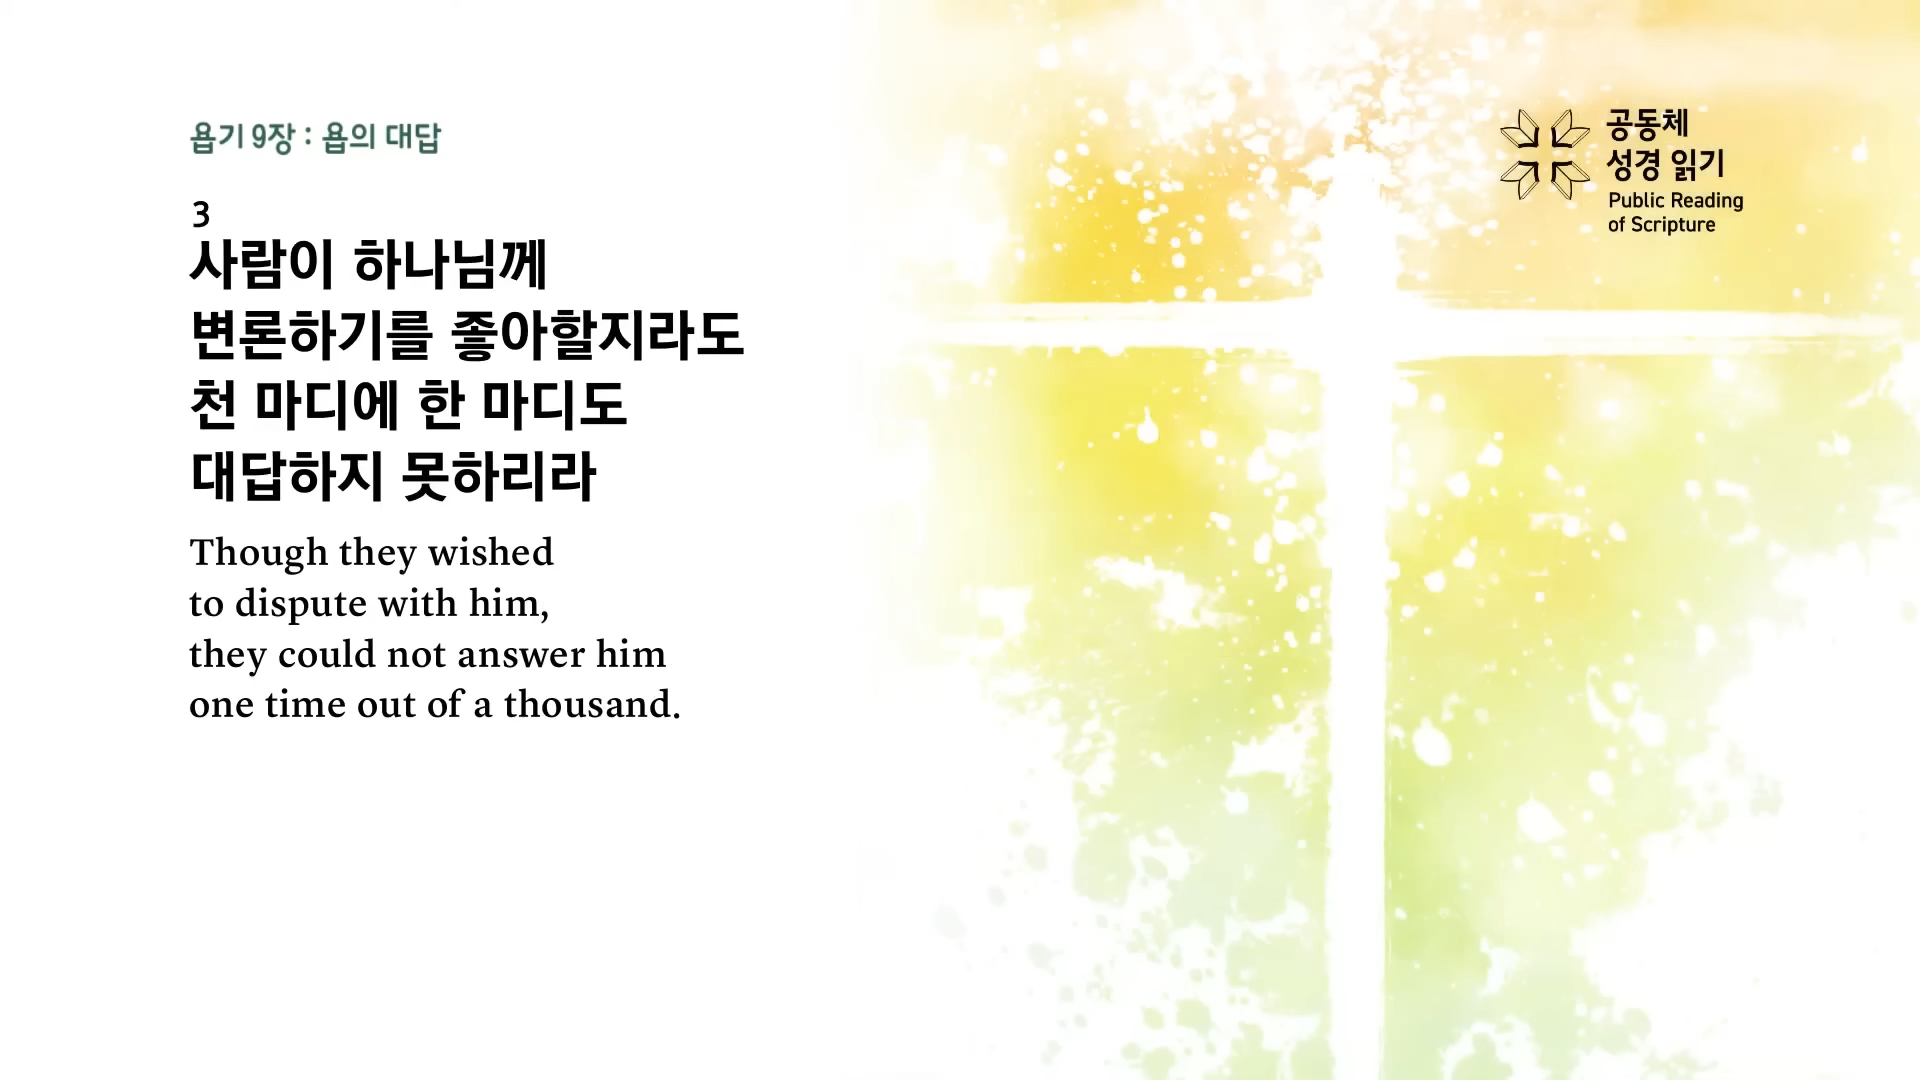 욥기 9장 : 욥의 대답
3
사람이 하나님께
변론하기를 좋아할지라도
천 마디에 한 마디도
대답하지 못하리라
Though they wished
to dispute with him,
they could not answer him
one time out of a thousand.
공동체
성경 읽기
Public Reading
of Scripture